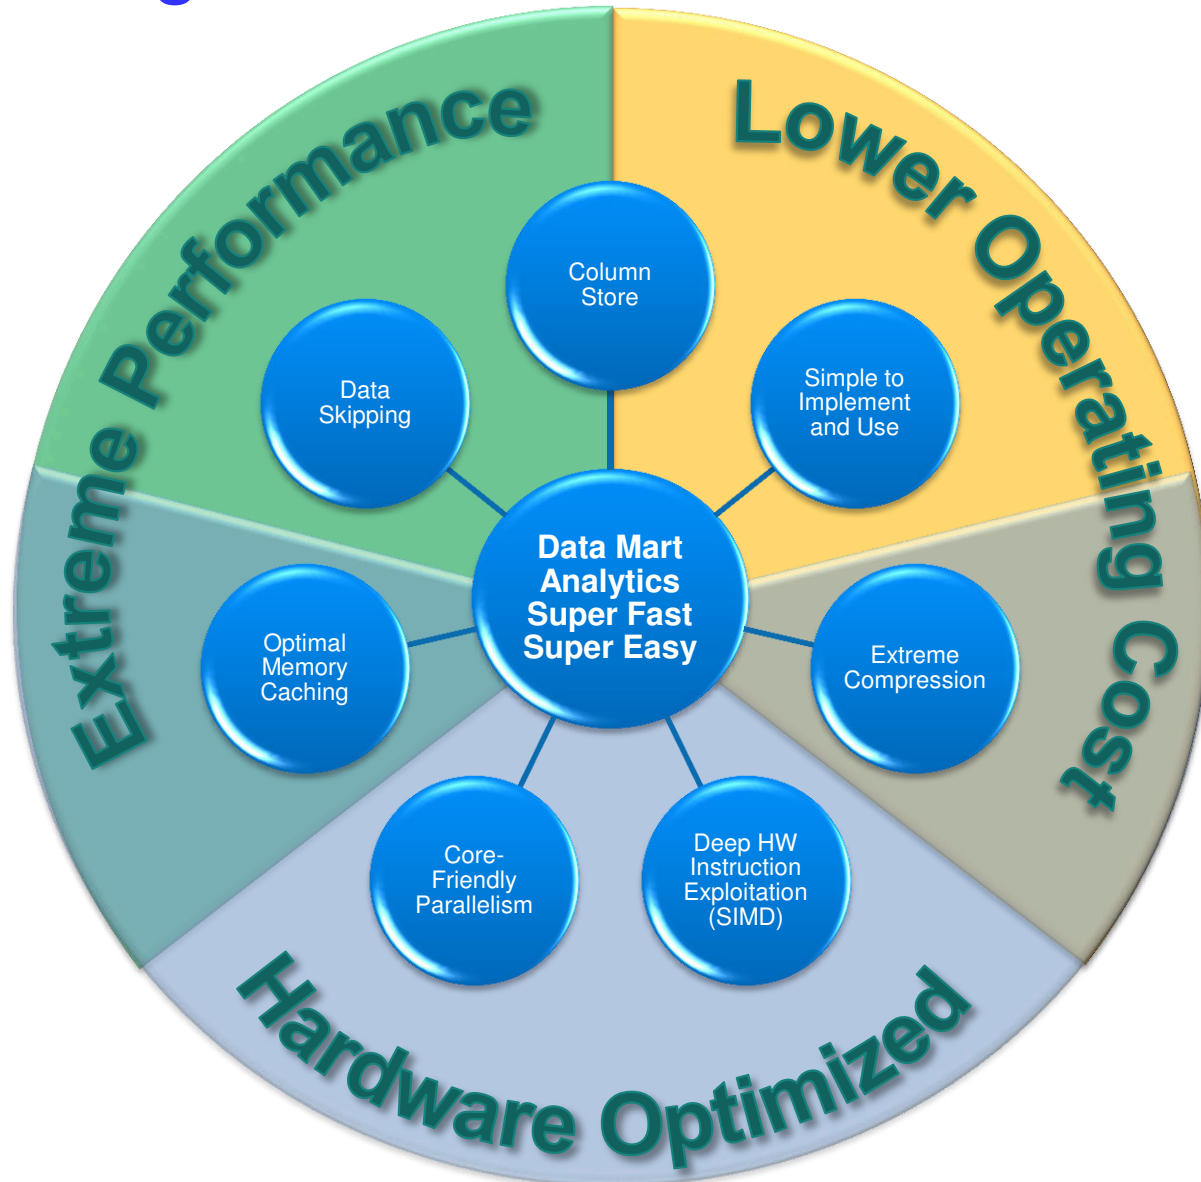 Extreme Performance
Lower Operating Cost
Column
Store
Data
Skipping
Simple to
Implement
and Use
Data Mart
Analytics
Super Fast
Super Easy
Optimal
Memory
Caching
Extreme
Compression
Core-
Friendly
Parallelism
Deep HW
Instruction
Exploitation
(SIMD)
Hardware Optimized